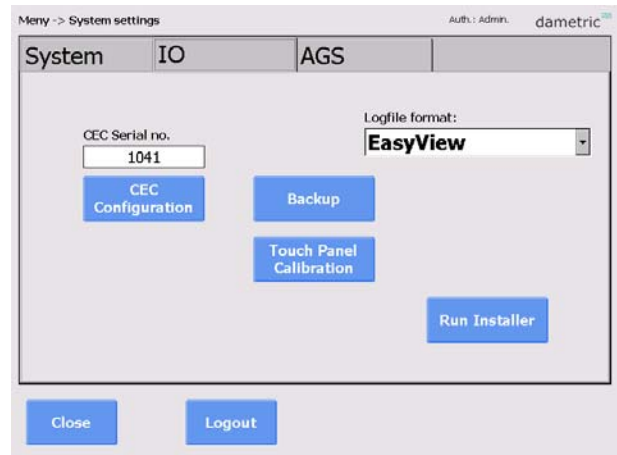 Meny -> System settings
Auth.: Admin.
dametric
System
IO
AGS
Logfile format:
EasyView
CEC Serial no.
1041
CEC
Configuration
Backup
Touch Panel
Calibration
Run Installer
Close
Logout